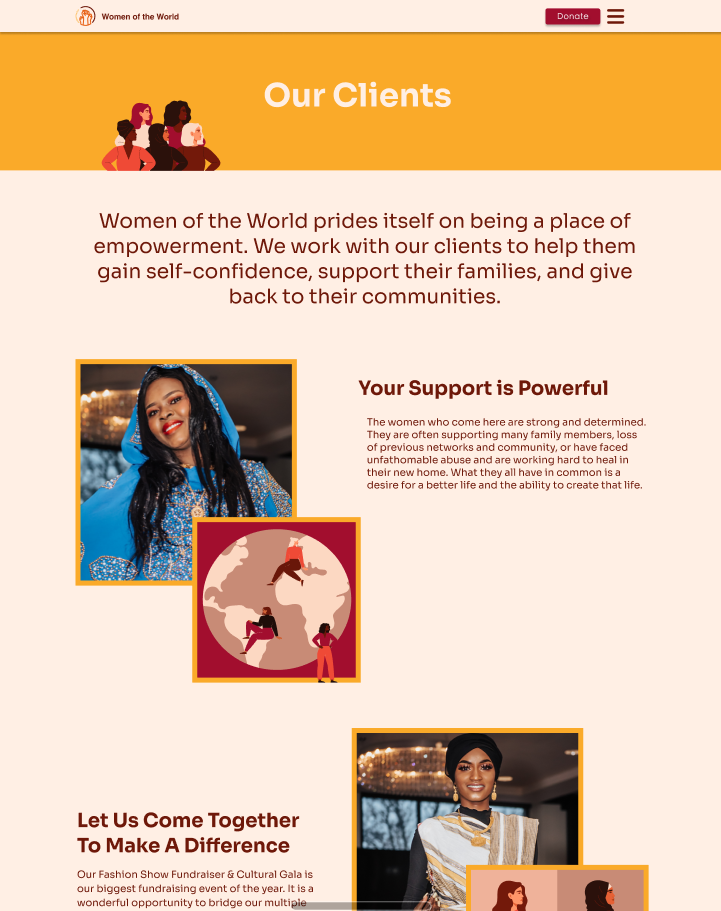 Women of the World
Donate
Our Clients
Women of the World prides itself on being a place of
empowerment. We work with our clients to help them
gain self-confidence, support their families, and give
back to their communities.
Your Support is Powerful
The women who come here are strong and determined.
They are often supporting many family members, loss
of previous networks and community, or have faced
unfathomable abuse and are working hard to heal in
their new home. What they all have in common is a
desire for a better life and the ability to create that life.
Let Us Come Together
To Make A Difference
Our Fashion Show Fundraiser & Cultural Gala is
our biggest fundraising event of the year. It is a
wonderful opportunity to bridge our multiple